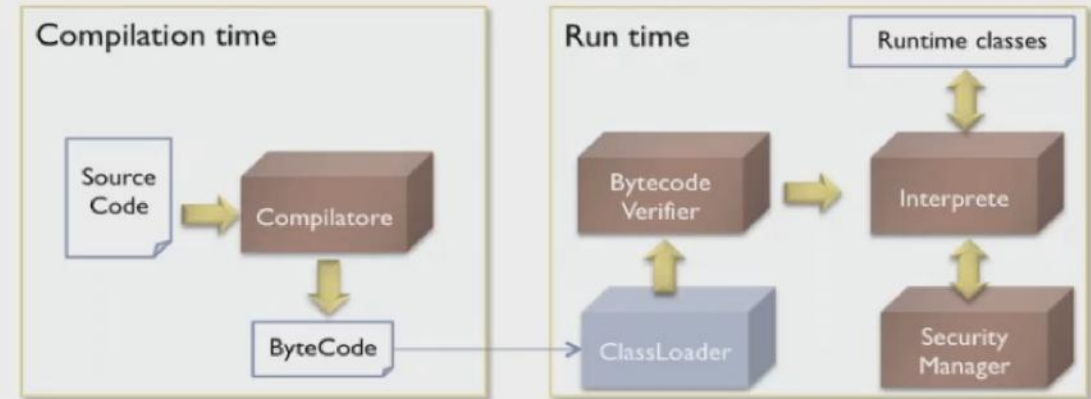 Compilation time
Source
Code
Compilatore
ByteCode
Run time
Runtime classes
Bytecode
Verifier
Interprete
ClassLoader
Security
Manager